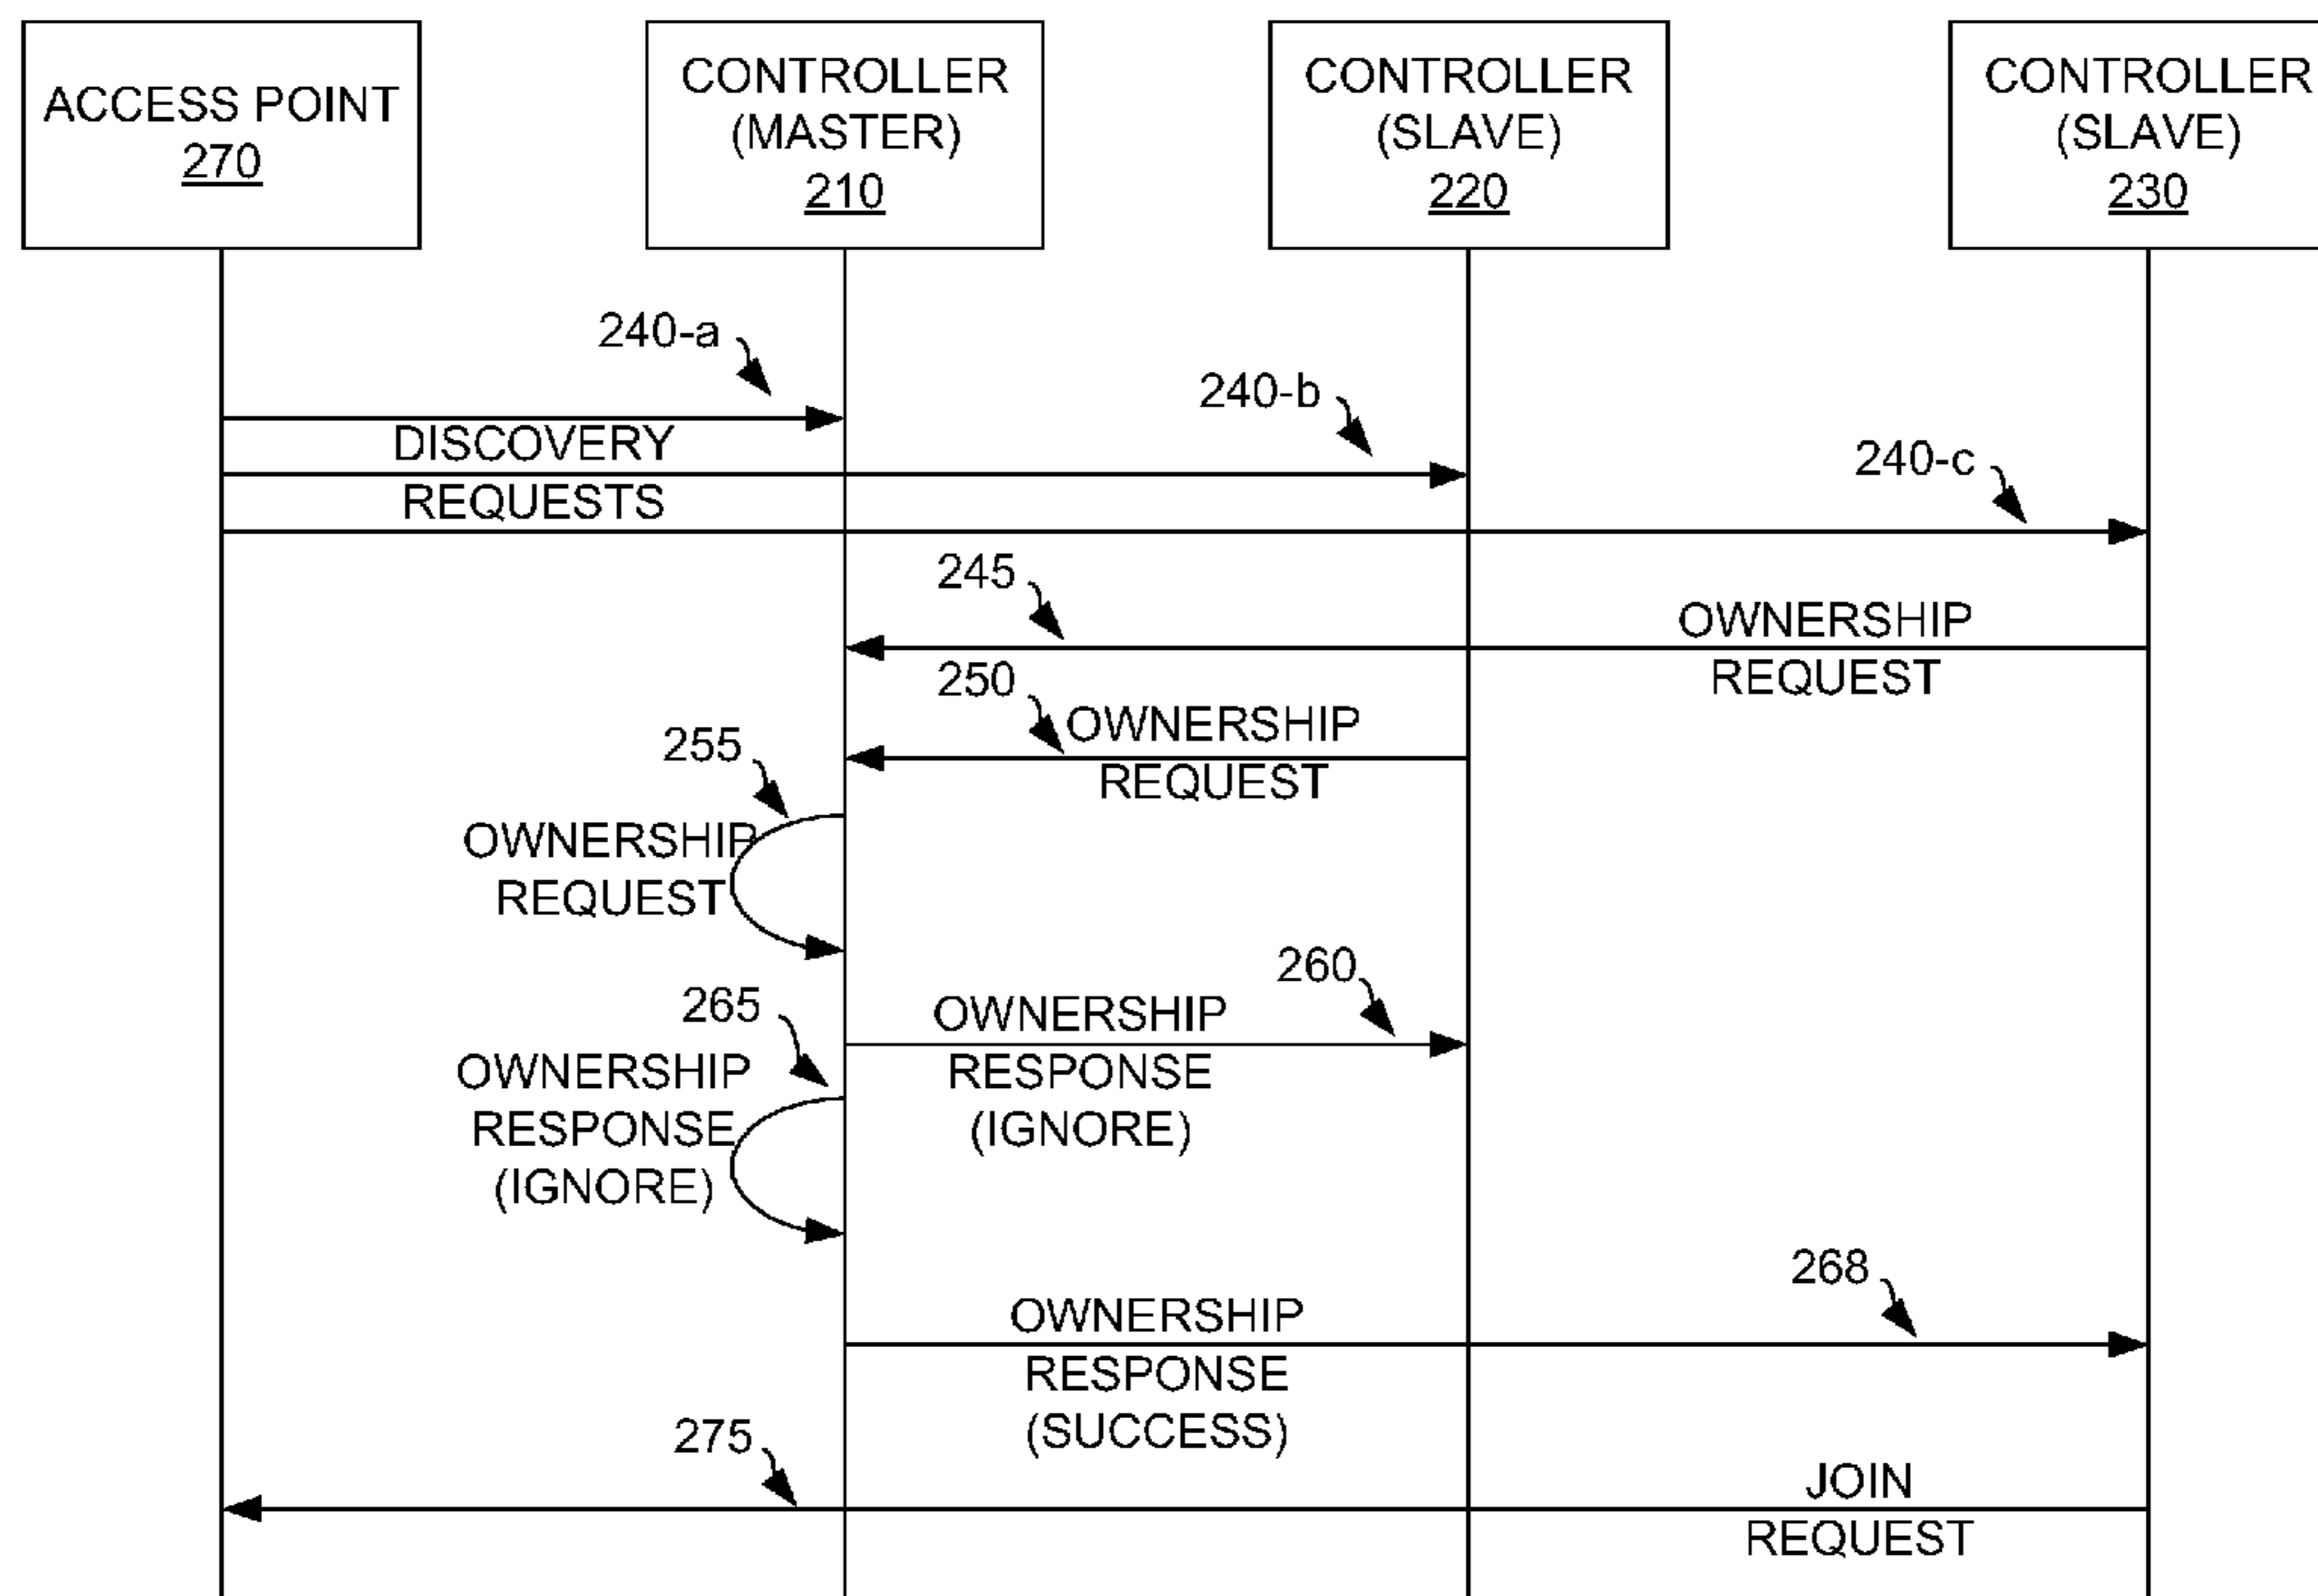 ACCESS POINT
270
CONTROLLER
(MASTER)
210
CONTROLLER
(SLAVE)
220
CONTROLLER
(SLAVE)
230
240-a
240-b
240-c
DISCOVERY
REQUESTS
245
OWNERSHIP
REQUEST
250
OWNERSHIP
REQUEST
255
OWNERSHIP
REQUEST
260
OWNERSHIP
RESPONSE
(IGNORE)
265
OWNERSHIP
RESPONSE
(IGNORE)
268
OWNERSHIP
RESPONSE
(SUCCESS)
275
JOIN
REQUEST